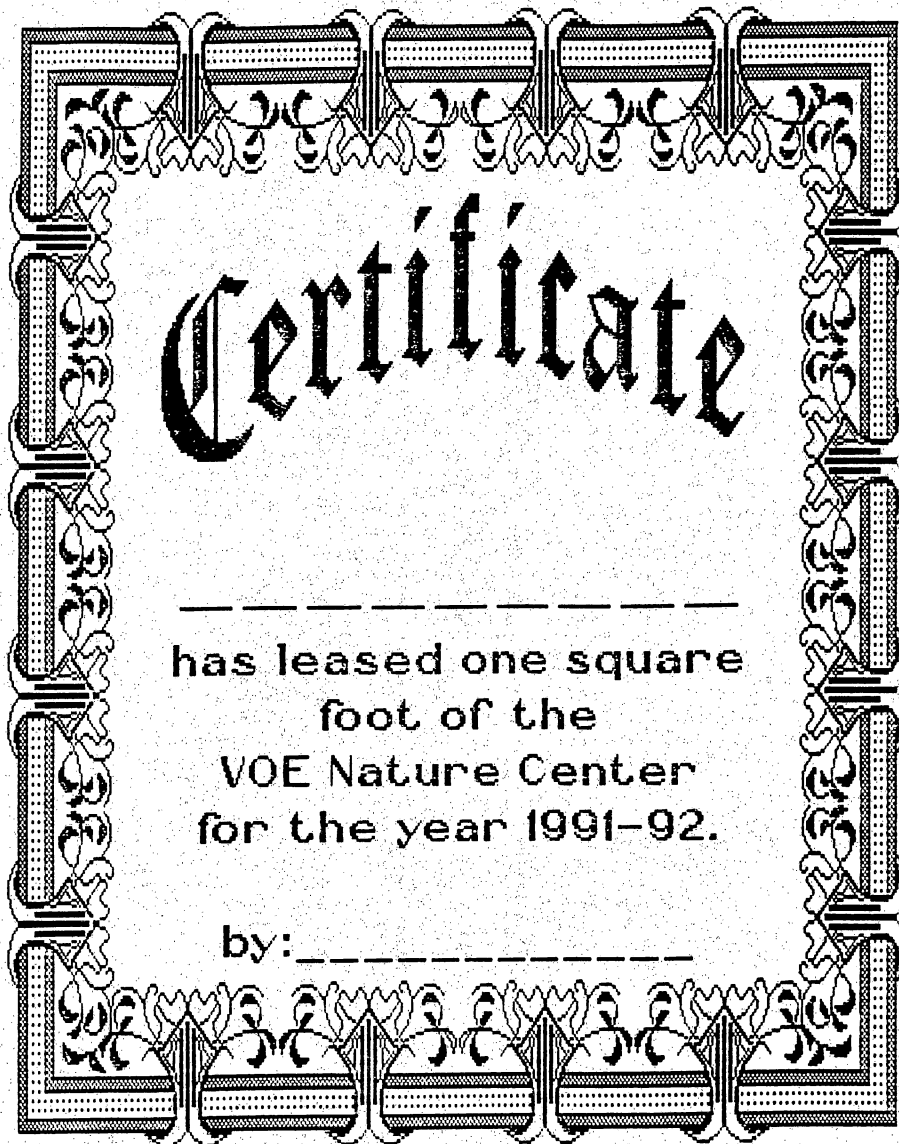 Certificate
_ _ _ _ _ _ _ _ _
has leased one square
foot of the
VOE Nature Center
for the year 1991-92.
by:_ _ _ _ _ _ _ _ _ _ _ _ _